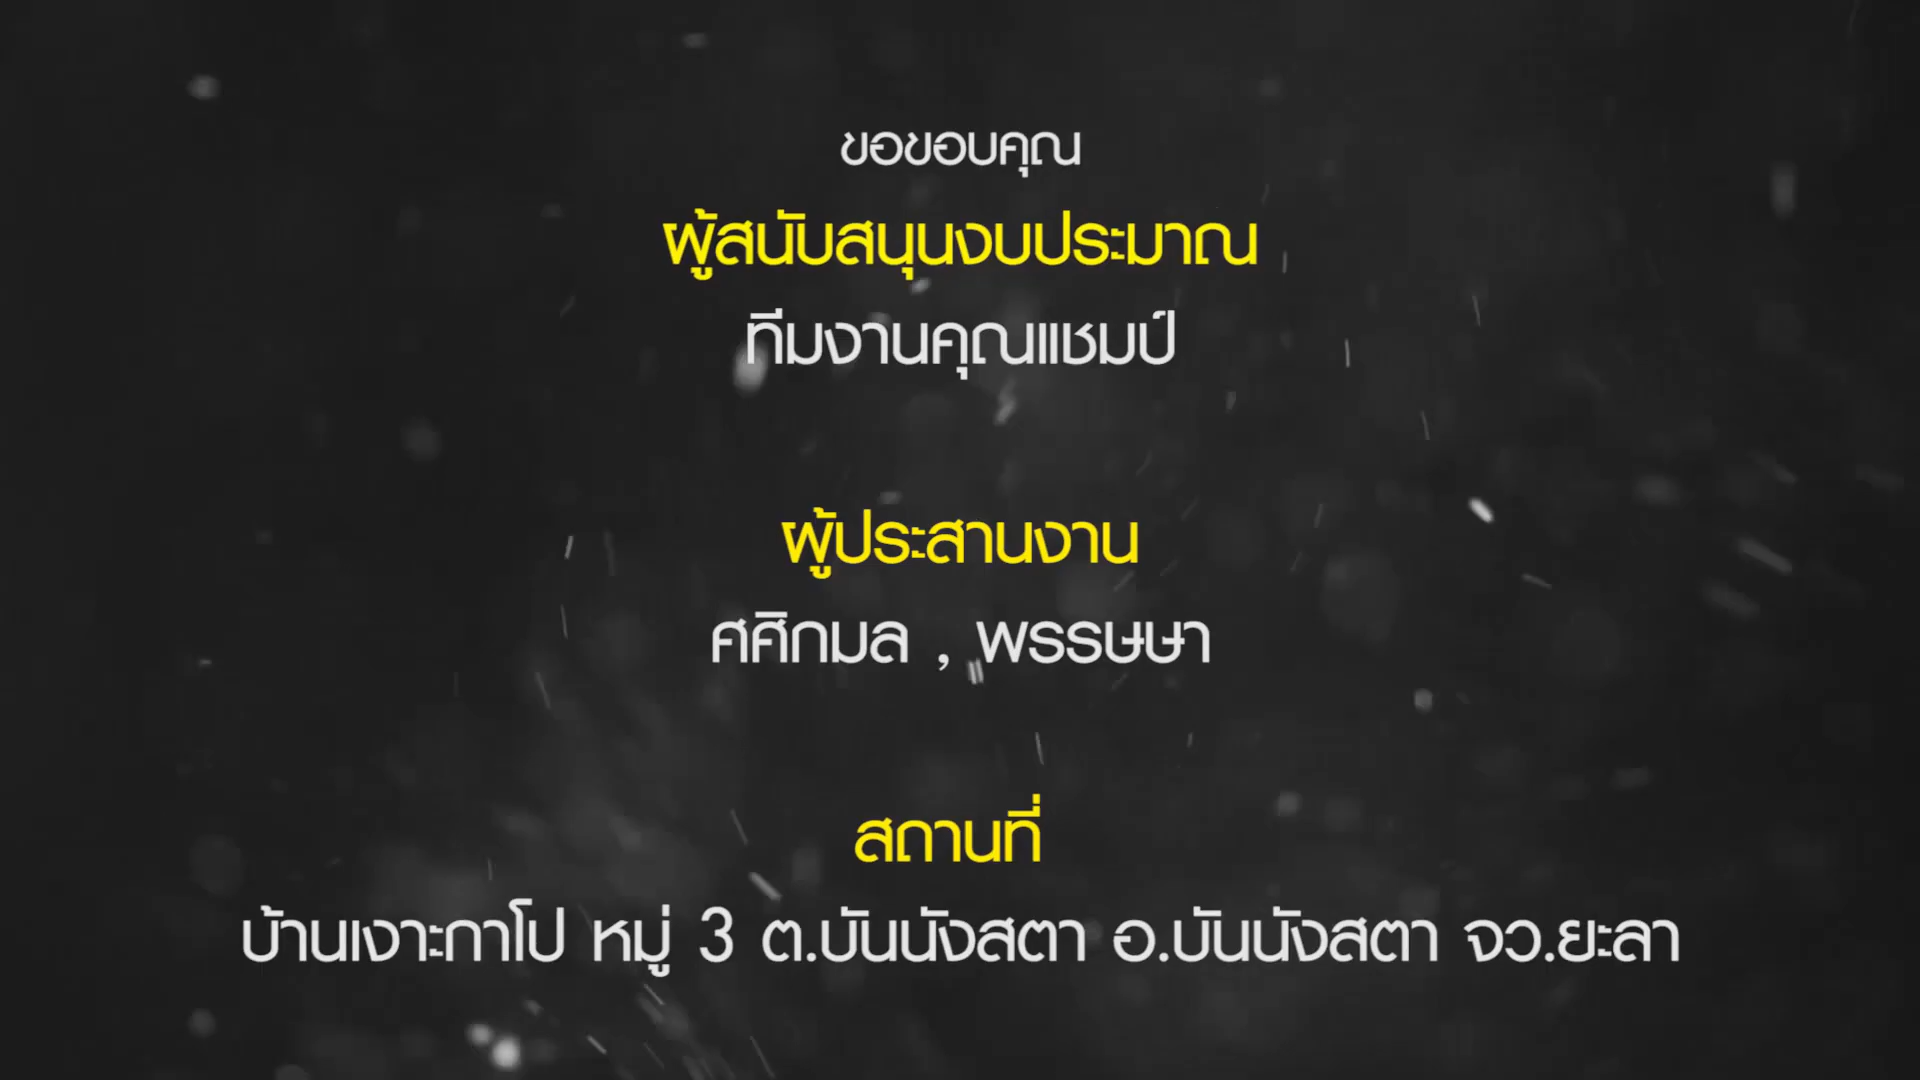 ขอขอบคุณ
ผู้สนับสนุนงบประมาณ
ทีมงานคุณแชมป์
ผู้ประสานงาน
ศศิกมล , พรรษษา
สถานที่
บ้านเงาะกาโป หมู่ 3 ต.บันนังสตา อ.บันนังสตา จว.ยะลา